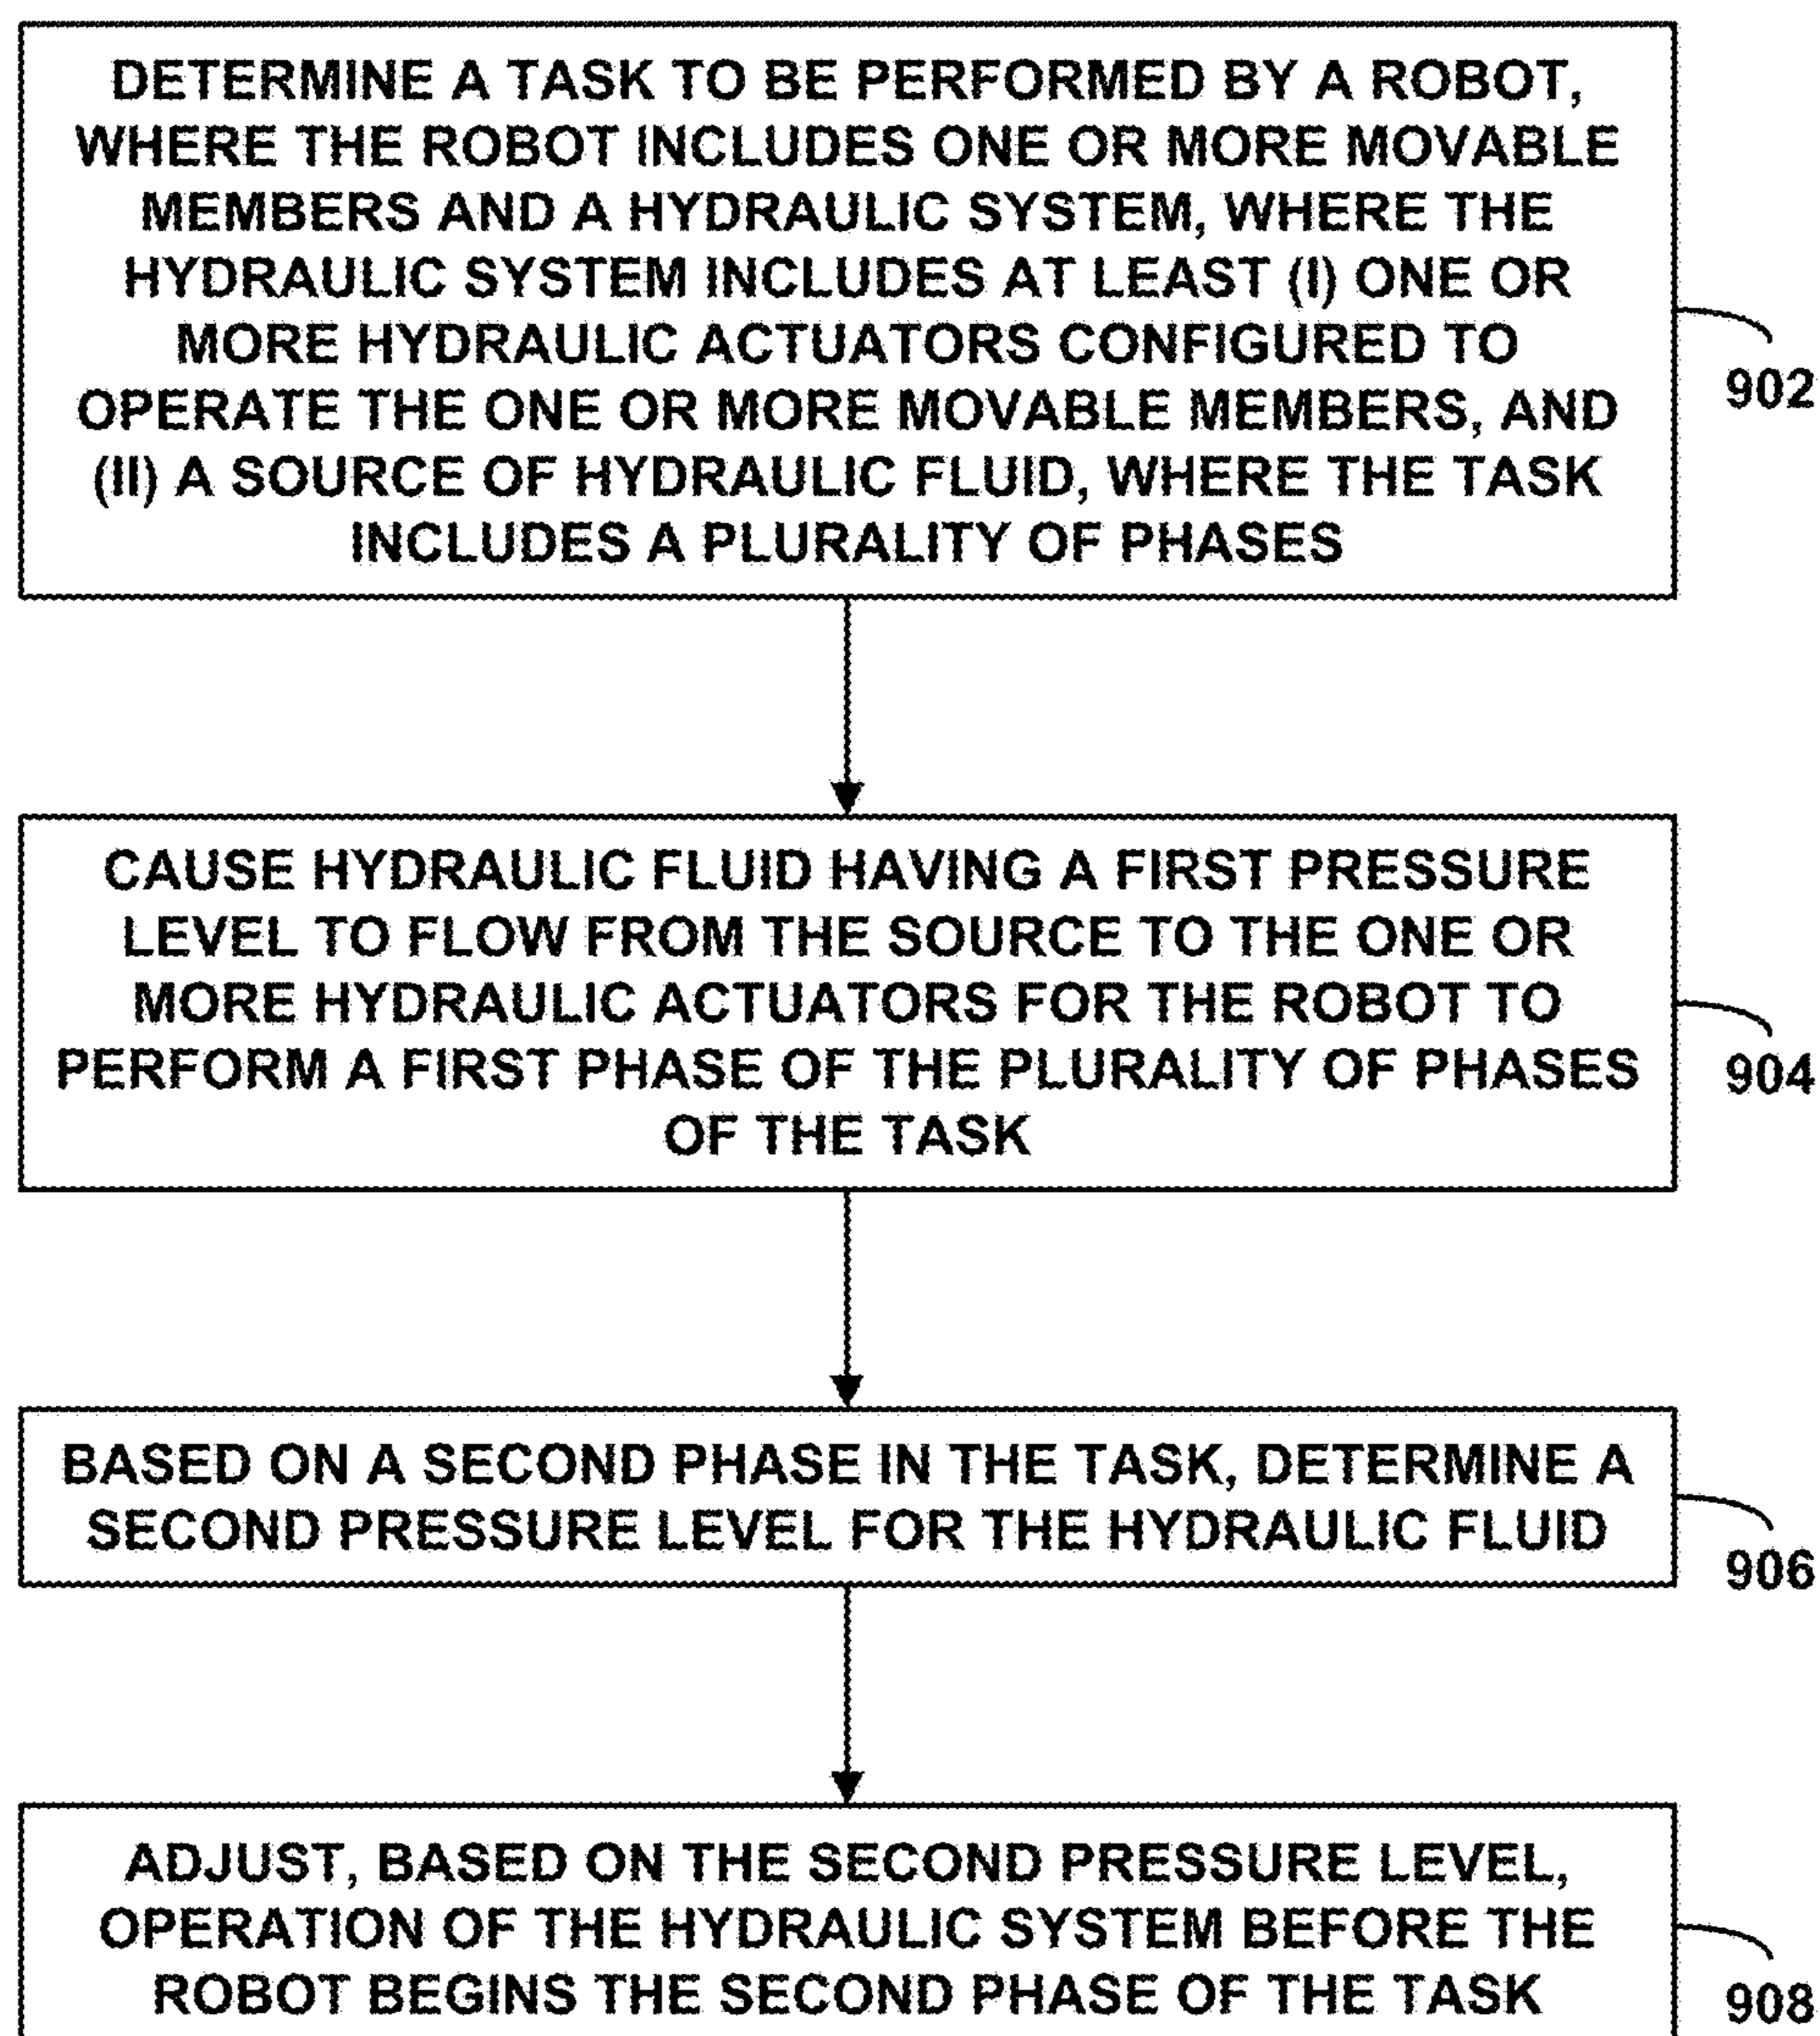 DETERMINE A TASK TO BE PERFORMED BY A ROBOT,
WHERE THE ROBOT INCLUDES ONE OR MORE MOVABLE
MEMBERS AND A HYDRAULIC SYSTEM, WHERE THE
HYDRAULIC SYSTEM INCLUDES AT LEAST (I) ONE OR
MORE HYDRAULIC ACTUATORS CONFIGURED TO
OPERATE THE ONE OR MORE MOVABLE MEMBERS, AND
(II) A SOURCE OF HYDRAULIC FLUID, WHERE THE TASK
INCLUDES A PLURALITY OF PHASES
902
CAUSE HYDRAULIC FLUID HAVING A FIRST PRESSURE
LEVEL TO FLOW FROM THE SOURCE TO THE ONE OR
MORE HYDRAULIC ACTUATORS FOR THE ROBOT TO
PERFORM A FIRST PHASE OF THE PLURALITY OF PHASES
OF THE TASK
904
BASED ON A SECOND PHASE IN THE TASK, DETERMINE A
SECOND PRESSURE LEVEL FOR THE HYDRAULIC FLUID
906
ADJUST, BASED ON THE SECOND PRESSURE LEVEL,
OPERATION OF THE HYDRAULIC SYSTEM BEFORE THE
ROBOT BEGINS THE SECOND PHASE OF THE TASK
908